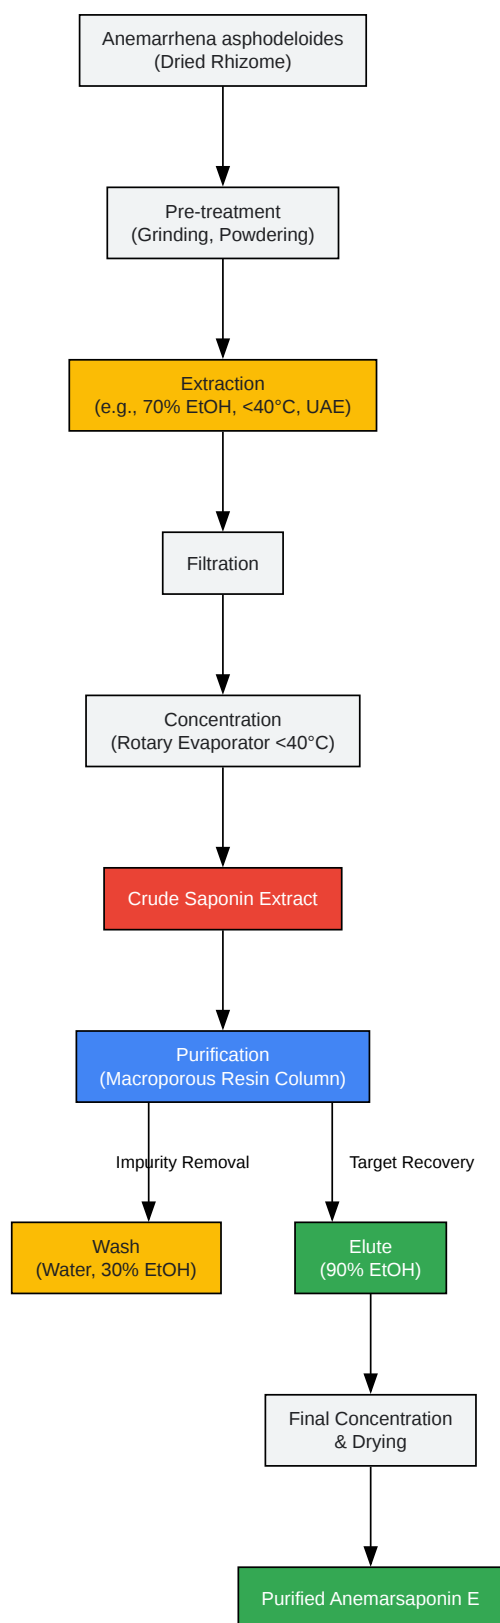 Anemarrhena asphodeloides
(Dried Rhizome)
Pre-treatment
(Grinding, Powdering)
Extraction
(e.g., 70% EtOH, <40°C, UAE)
Filtration
Concentration
(Rotary Evaporator <40°C)
Crude Saponin Extract
Purification
(Macroporous Resin Column)
Impurity Removal
Target Recovery
Wash
(Water, 30% EtOH)
Elute
(90% EtOH)
Final Concentration
& Drying
Purified Anemarsaponin E